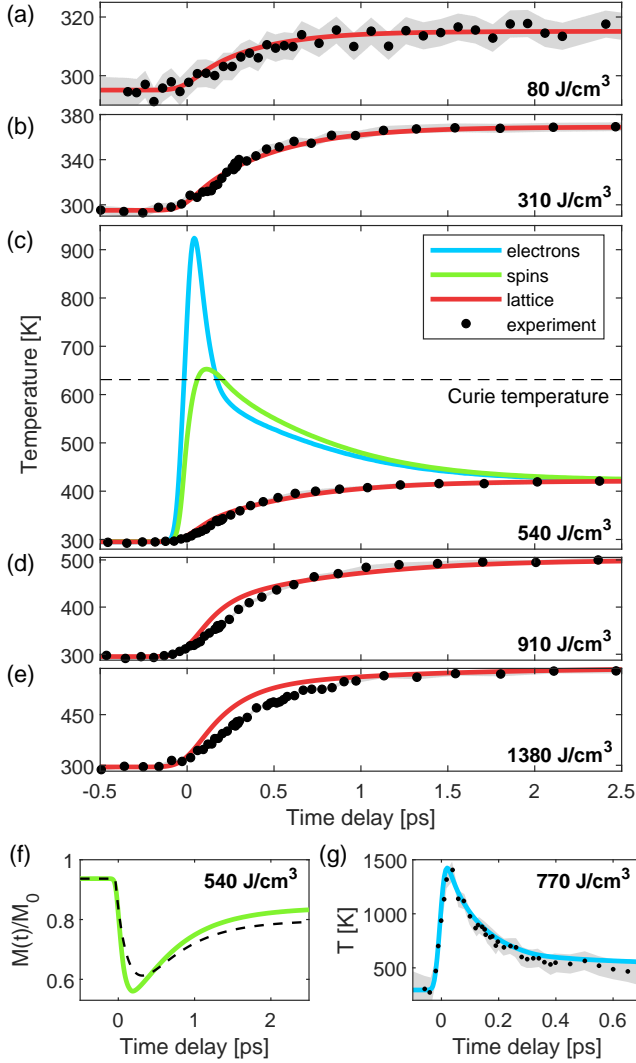 (a)
320
300
80 J/cm³
(b)
380
340
300
310 J/cm³
(c)
900
800
700
600
500
400
300
Temperature [K]
electrons
spins
lattice
experiment
Curie temperature
540 J/cm³
(d)
500
400
300
910 J/cm³
(e)
450
300
1380 J/cm³
-0.5 0 0.5 1 1.5 2 2.5
Time delay [ps]
(f)
540 J/cm³
1
0.8
0.6
M(t)/M₀
0 1 2
Time delay [ps]
(g)
770 J/cm³
1500
1000
500
T [K]
0 0.2 0.4 0.6
Time delay [ps]